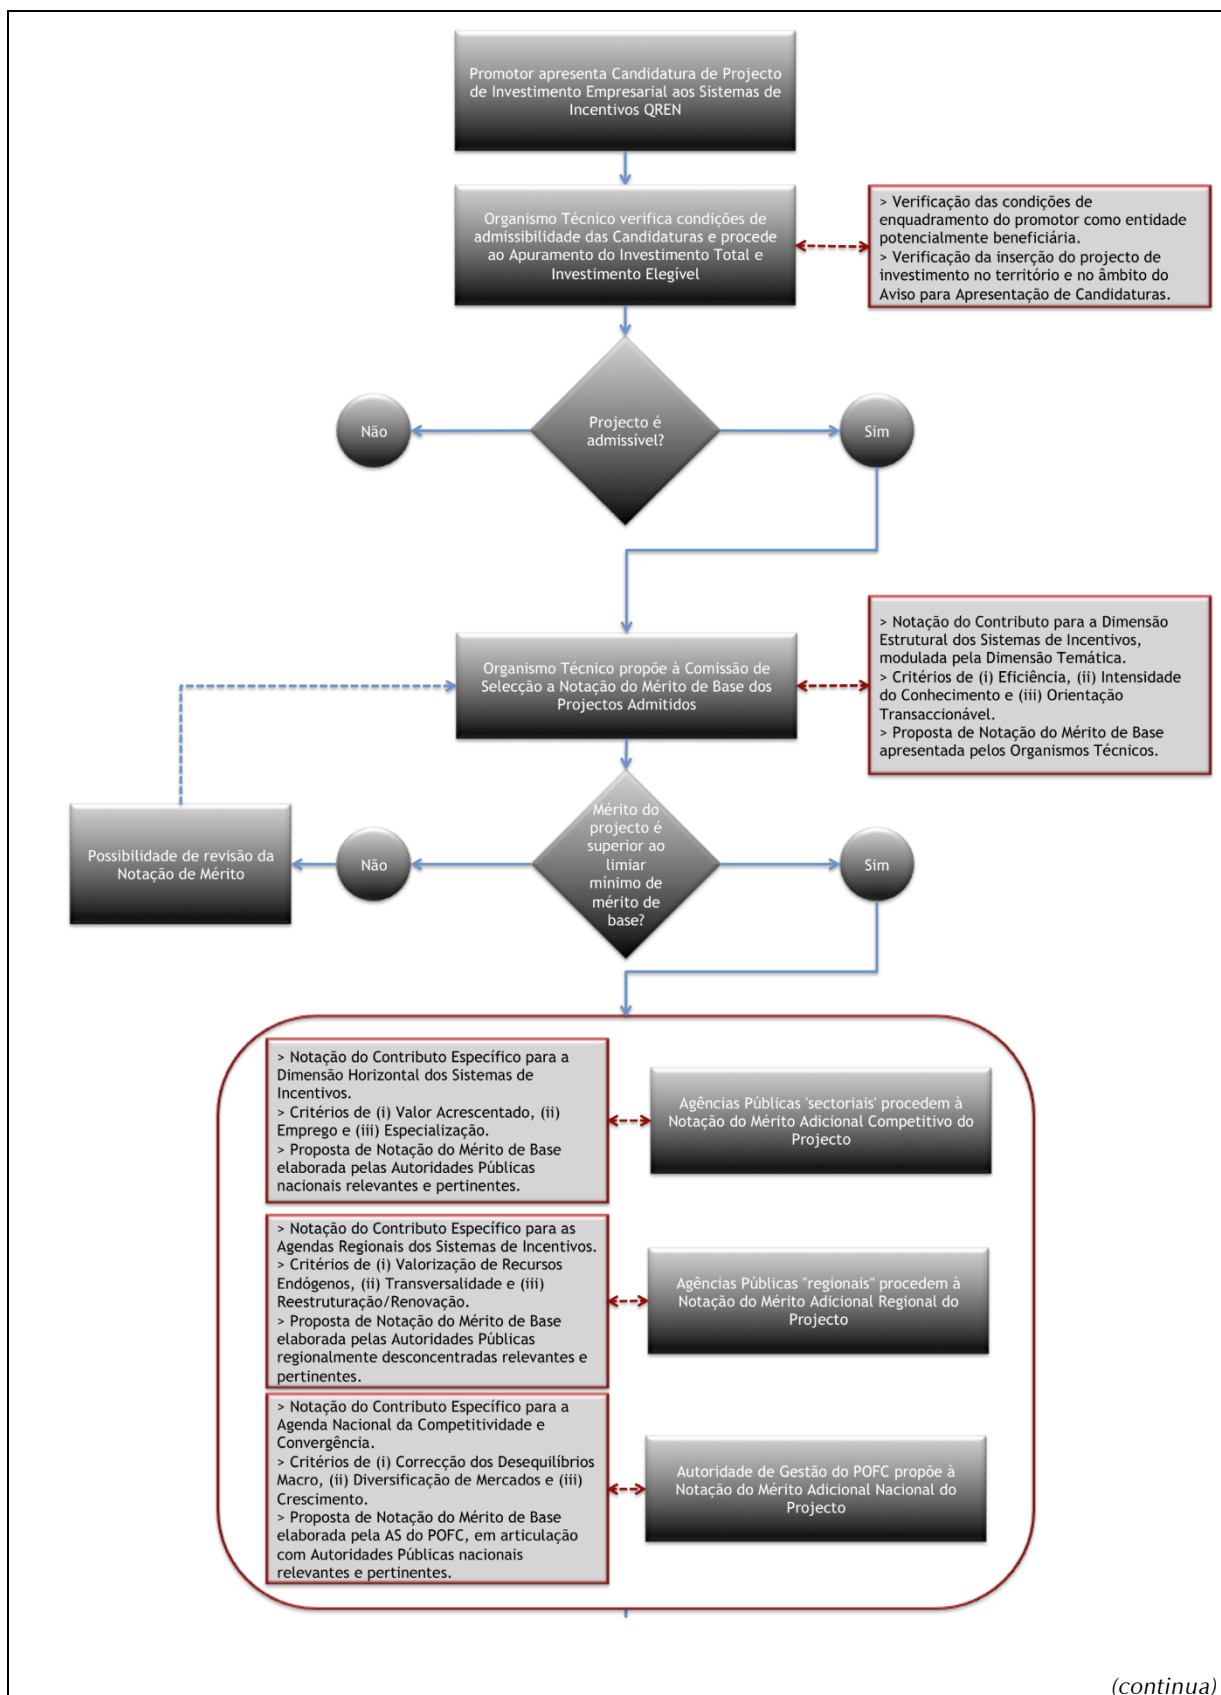 Promotor apresenta Candidatura de Projecto
de Investimento Empresarial aos Sistemas de
Incentivos QREN
Organismo Técnico verifica condições de
admissibilidade das Candidaturas e procede
ao Apuramento do Investimento Total e
Investimento Elegível
> Verificação das condições de
enquadramento do promotor como entidade
potencialmente beneficiária.
> Verificação da inserção do projecto de
investimento no território e no âmbito do
Aviso para Apresentação de Candidaturas.
Não
Projecto é
admissível?
Sim
Organismo Técnico propõe à Comissão de
Selecção a Notação do Mérito de Base dos
Projectos Admitidos
> Notação do Contributo para a Dimensão
Estrutural dos Sistemas de Incentivos,
modulada pela Dimensão Temática.
> Critérios de (i) Eficiência, (ii) Intensidade
do Conhecimento e (iii) Orientação
Transaccionável.
> Proposta de Notação do Mérito de Base
apresentada pelos Organismos Técnicos.
Possibilidade de revisão da
Notação de Mérito
Não
Mérito do
projecto é
superior ao
limiar
mínimo de
mérito de
base?
Sim
> Notação do Contributo Específico para a
Dimensão Horizontal dos Sistemas de
Incentivos.
> Critérios de (i) Valor Acrescentado, (ii)
Emprego e (iii) Especialização.
> Proposta de Notação do Mérito de Base
elaborada pelas Autoridades Públicas
nacionais relevantes e pertinentes.
Agências Públicas 'sectoriais' procedem à
Notação do Mérito Adicional Competitivo do
Projecto
> Notação do Contributo Específico para as
Agendas Regionais dos Sistemas de Incentivos.
> Critérios de (i) Valorização de Recursos
Endógenos, (ii) Transversalidade e (iii)
Reestruturação/Renovação.
> Proposta de Notação do Mérito de Base
elaborada pelas Autoridades Públicas
regionalmente desconcentradas relevantes e
pertinentes.
Agências Públicas "regionais" procedem à
Notação do Mérito Adicional Regional do
Projecto
> Notação do Contributo Específico para a
Agenda Nacional da Competitividade e
Convergência.
> Critérios de (i) Correcção dos Desequilíbrios
Macro, (ii) Diversificação de Mercados e (iii)
Crescimento.
> Proposta de Notação do Mérito de Base
elaborada pela AS do POFC, em articulação
com Autoridades Públicas nacionais
relevantes e pertinentes.
Autoridade de Gestão do POFC propõe à
Notação do Mérito Adicional Nacional do
Projecto
(continua)